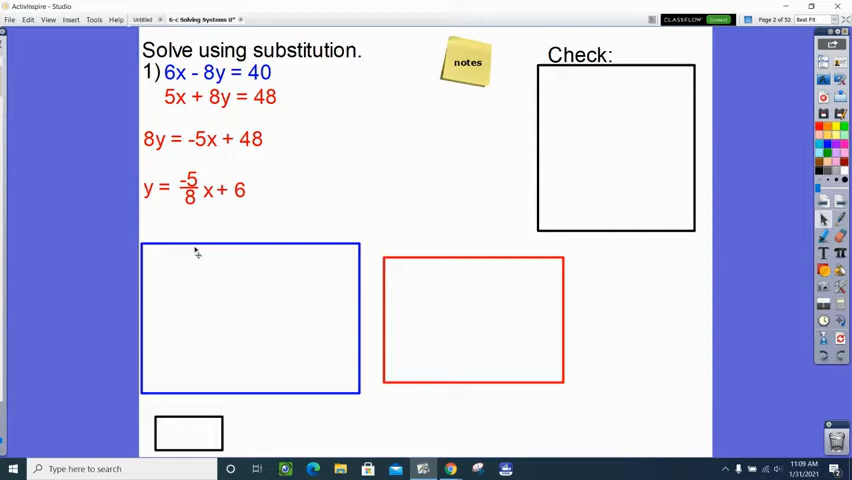 ActivInspire - Studio
File Edit View Insert Tools Untitled 6-c Solving Systems U* CLASSFLOW Connect Page 2 of 52 Best Fit
Solve using substitution.
1) 6x - 8y = 40
5x + 8y = 48
8y = -5x + 48
y = -5/8 x + 6
notes
Check:
Type here to search
11:09 AM
1/31/2021
2